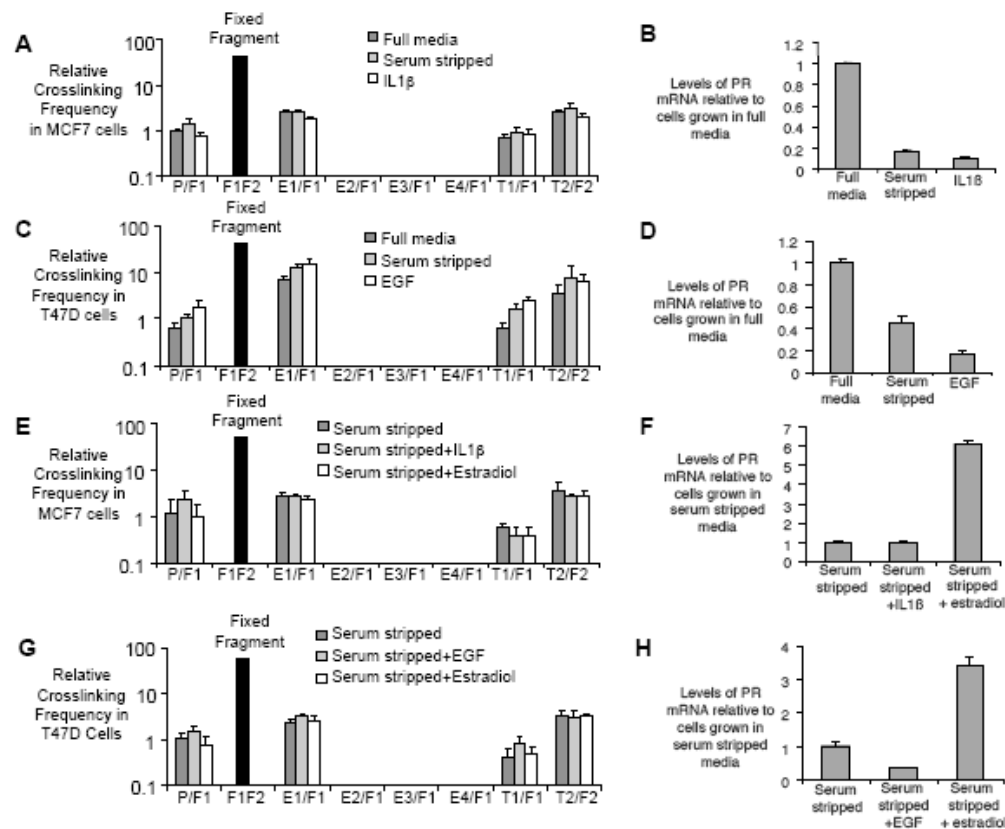 A
Fixed
Fragment
Relative
Crosslinking
Frequency
in MCF7 cells
100
10
1
0.1
Full media
Serum stripped
IL1β
P/F1 F1F2 E1/F1 E2/F1 E3/F1 E4/F1 T1/F1 T2/F2
B
Levels of PR
mRNA relative to
cells grown in full
media
1.2
1
0.8
0.6
0.4
0.2
0
Full
media
Serum
stripped
IL1ß
C
Fixed
Fragment
Relative
Crosslinking
Frequency in
T47D cells
100
10
1
0.1
Full media
Serum stripped
EGF
P/F1 F1F2 E1/F1 E2/F1 E3/F1 E4/F1 T1/F1 T2/F2
D
Levels of PR
mRNA relative to
cells grown in full
media
1.2
1
0.8
0.6
0.4
0.2
0
Full
media
Serum
stripped
EGF
E
Fixed
Fragment
Relative
Crosslinking
Frequency in
MCF7 cells
100
10
1
0.1
Serum stripped
Serum stripped+IL1β
Serum stripped+Estradiol
P/F1 F1F2 E1/F1 E2/F1 E3/F1 E4/F1 T1/F1 T2/F2
F
Levels of PR
mRNA relative to
cells grown in
serum stripped
media
7
6
5
4
3
2
1
0
Serum
stripped
Serum
stripped
+IL1ß
Serum
stripped
+ estradiol
G
Fixed
Fragment
Relative
Crosslinking
Frequency in
T47D Cells
100
10
1
0.1
Serum stripped
Serum stripped+EGF
Serum stripped+Estradiol
P/F1 F1F2 E1/F1 E2/F1 E3/F1 E4/F1 T1/F1 T2/F2
H
Levels of PR
mRNA relative to
cells grown in
serum stripped
media
4
3
2
1
0
Serum
stripped
Serum
stripped
+EGF
Serum
stripped
+ estradiol